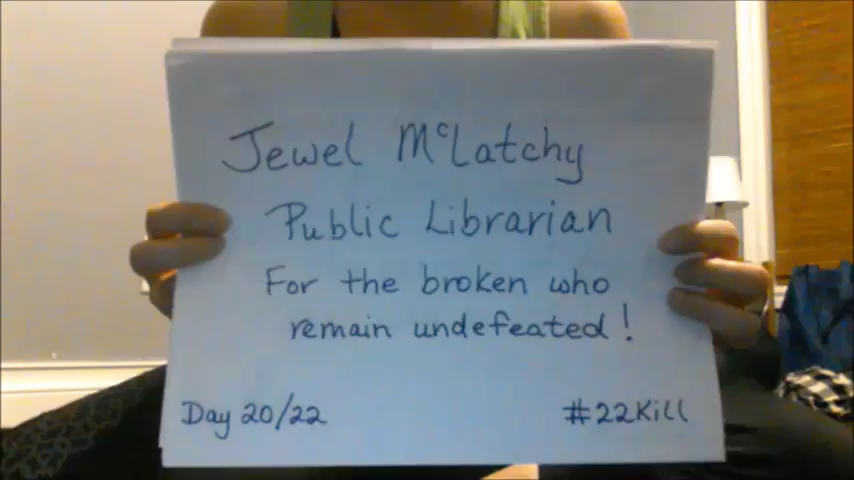 Jewel McLatchy
Public Librarian
For the broken who
remain undefeated!
Day 20/22
#22Kill